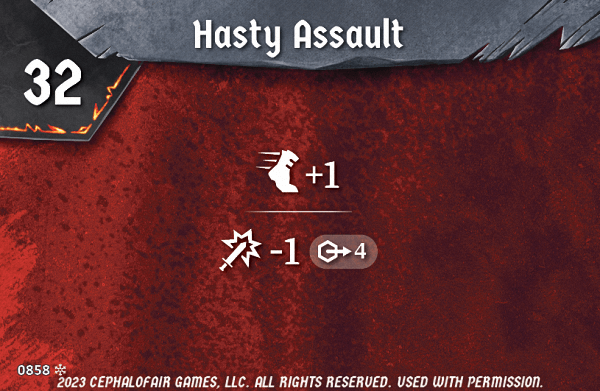 Hasty Assault
32
+1
-1 4
0858
2023 CEPHALOFAIR GAMES, LLC. ALL RIGHTS RESERVED. USED WITH PERMISSION.